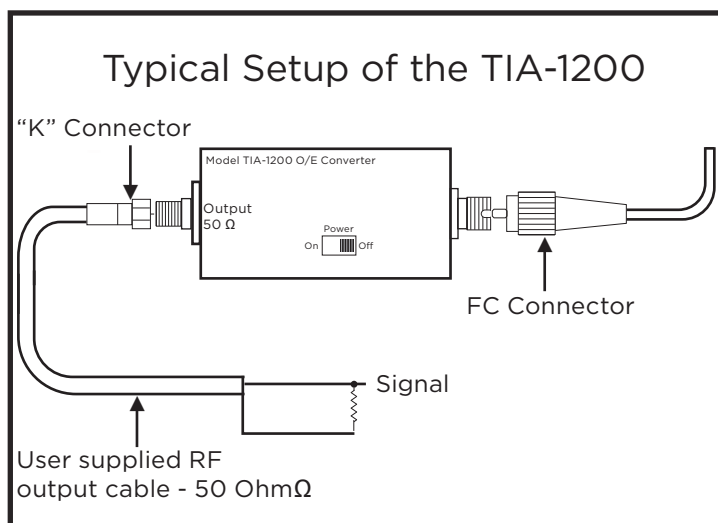 Typical Setup of the TIA-1200
“K” Connector
Model TIA-1200 O/E Converter
Output
50 Ω
Power
On
Off
FC Connector
Signal
User supplied RF
output cable - 50 OhmΩ